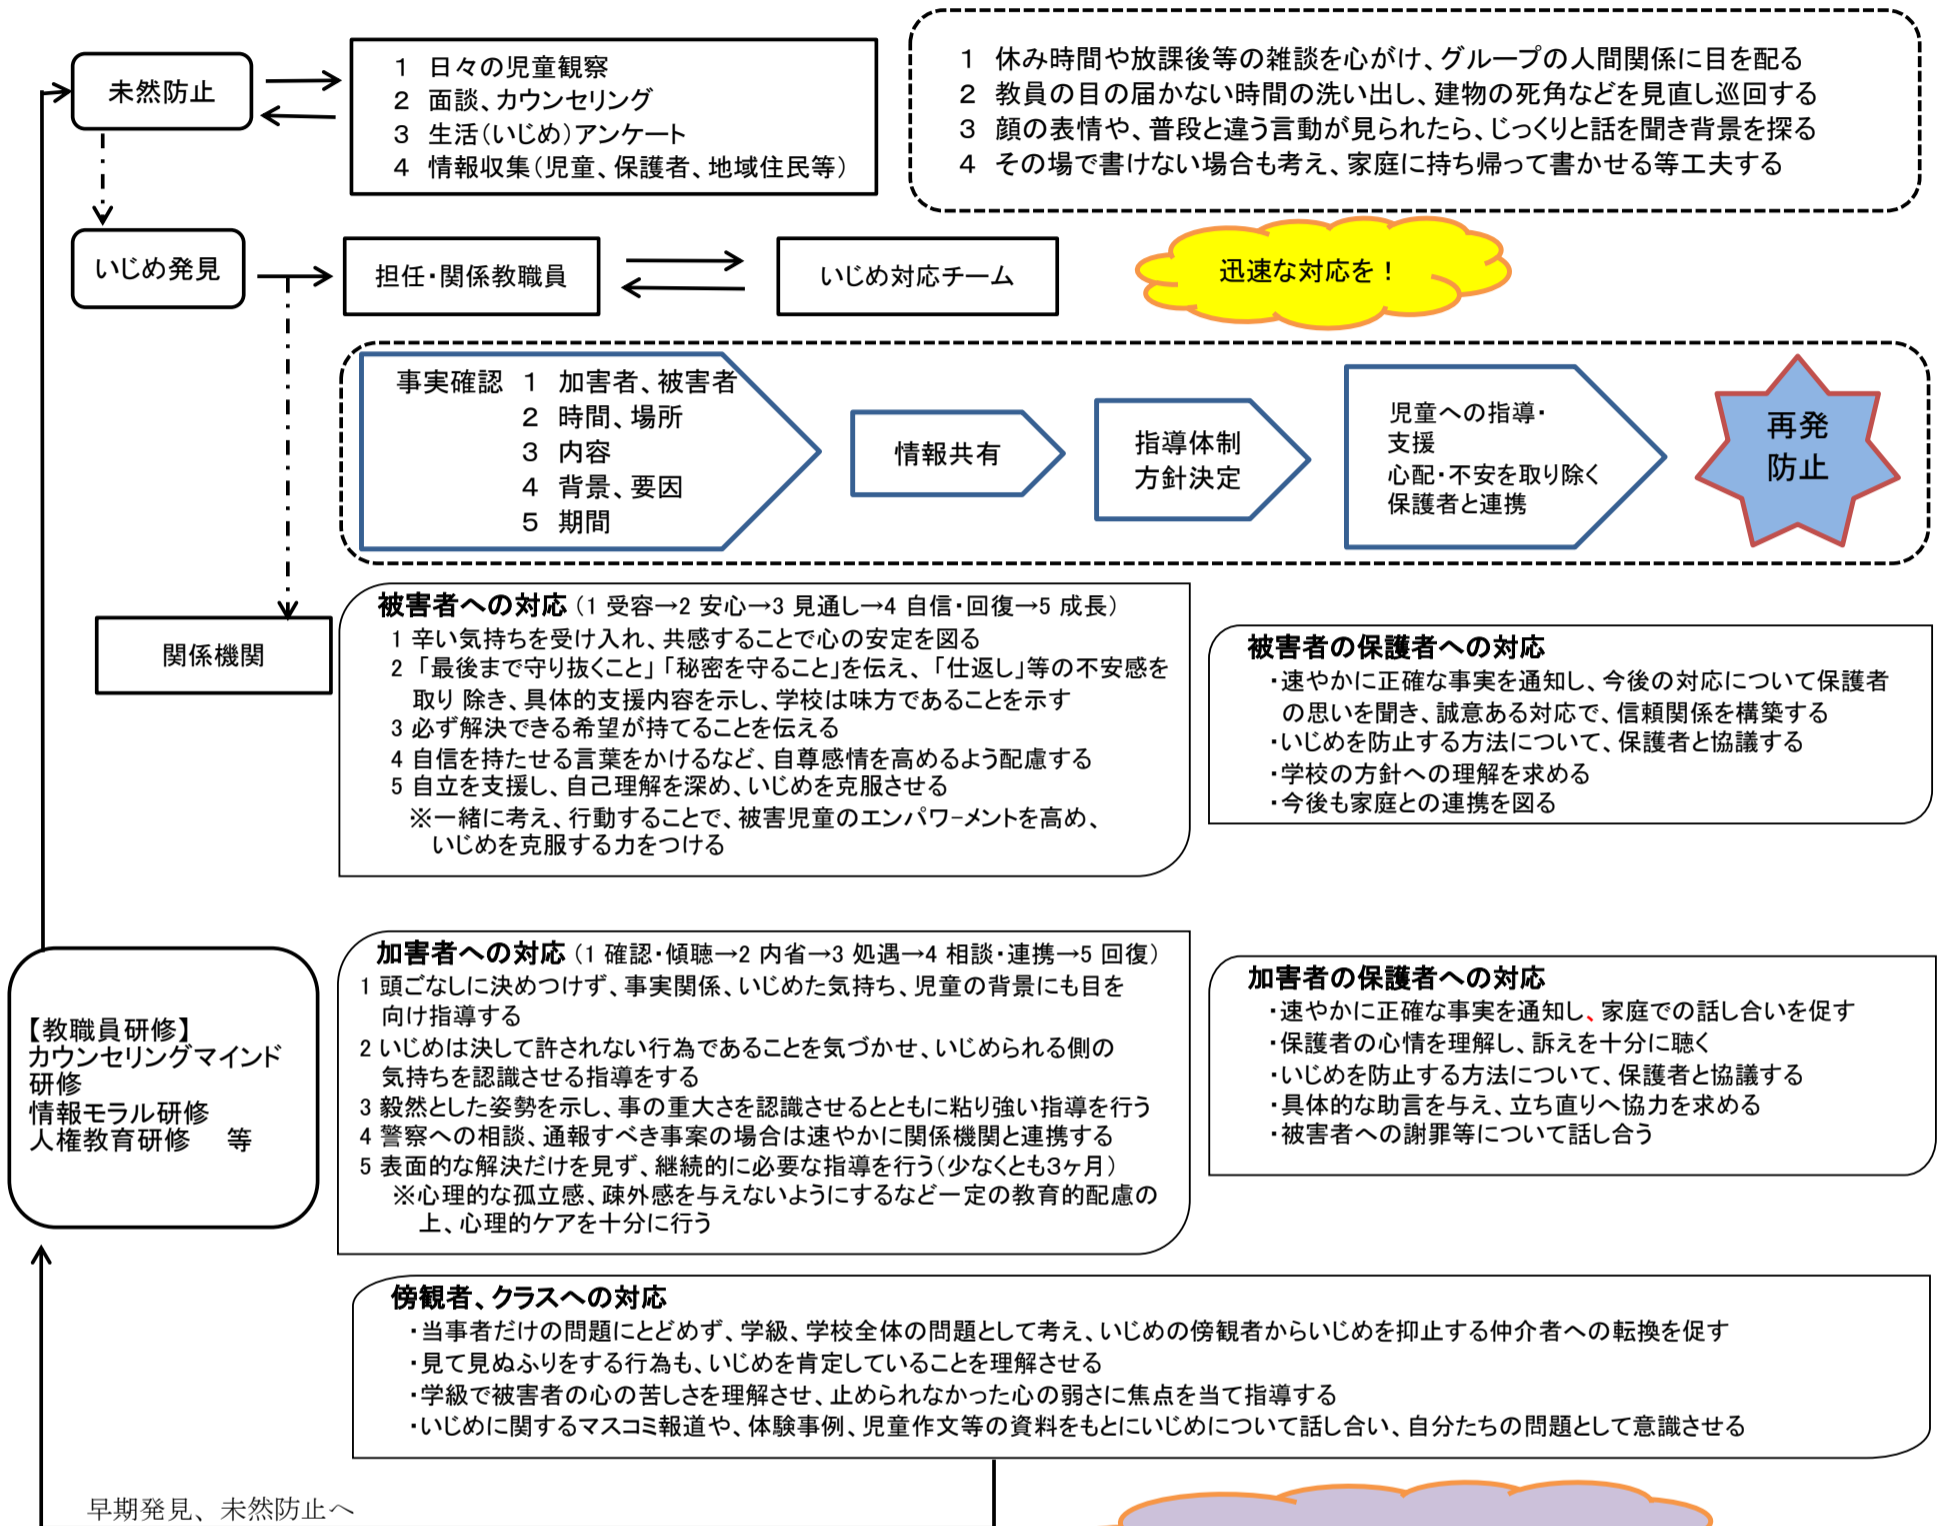 未然防止
1 日々の児童観察
2 面談、カウンセリング
3 生活(いじめ)アンケート
4 情報収集(児童、保護者、地域住民等)
1 休み時間や放課後等の雑談を心がけ、グループの人間関係に目を配る
2 教員の目の届かない時間の洗い出し、建物の死角などを見直し巡回する
3 顔の表情や、普段と違う言動が見られたら、じっくりと話を聞き背景を探る
4 その場で書けない場合も考え、家庭に持ち帰って書かせる等工夫する
いじめ発見
担任・関係教職員
いじめ対応チーム
迅速な対応を！
事実確認 1 加害者、被害者
2 時間、場所
3 内容
4 背景、要因
5 期間
情報共有
指導体制
方針決定
児童への指導・
支援
心配・不安を取り除く
保護者と連携
再発
防止
関係機関
被害者への対応（1 受容→2 安心→3 見通し→4 自信・回復→5 成長）
1 辛い気持ちを受け入れ、共感することで心の安定を図る
2 「最後まで守り抜くこと」「秘密を守ること」を伝え、「仕返し」等の不安感を
取り 除き、具体的支援内容を示し、学校は味方であることを示す
3 必ず解決できる希望が持てることを伝える
4 自信を持たせる言葉をかけるなど、自尊感情を高めるよう配慮する
5 自立を支援し、自己理解を深め、いじめを克服させる
※一緒に考え、行動することで、被害児童のエンパワーメントを高め、
いじめを克服する力をつける
被害者の保護者への対応
・速やかに正確な事実を通知し、今後の対応について保護者
の思いを聞き、誠意ある対応で、信頼関係を構築する
・いじめを防止する方法について、保護者と協議する
・学校の方針への理解を求める
・今後も家庭との連携を図る
【教職員研修】
カウンセリングマインド
研修
情報モラル研修
人権教育研修 等
加害者への対応（1 確認・傾聴→2 内省→3 処遇→4 相談・連携→5 回復）
1 頭ごなしに決めつけず、事実関係、いじめた気持ち、児童の背景にも目を
向け指導する
2 いじめは決して許されない行為であることを気づかせ、いじめられる側の
気持ちを認識させる指導をする
3 毅然とした姿勢を示し、事の重大さを認識させるとともに粘り強い指導を行う
4 警察への相談、通報すべき事案の場合は速やかに関係機関と連携する
5 表面的な解決だけを見ず、継続的に必要な指導を行う（少なくとも3ヶ月）
※心理的な孤立感、疎外感を与えないようにするなど一定の教育的配慮の
上、心理的ケアを十分に行う
加害者の保護者への対応
・速やかに正確な事実を通知し、家庭での話し合いを促す
・保護者の心情を理解し、訴えを十分に聴く
・いじめを防止する方法について、保護者と協議する
・具体的な助言を与え、立ち直りへ協力を求める
・被害者への謝罪等について話し合う
傍観者、クラスへの対応
・当事者だけの問題にとどめず、学級、学校全体の問題として考え、いじめの傍観者からいじめを抑止する仲介者への転換を促す
・見て見ぬふりをする行為も、いじめを肯定していることを理解させる
・学級で被害者の心の苦しさを理解させ、止められなかった心の弱さに焦点を当て指導する
・いじめに関するマスコミ報道や、体験事例、児童作文等の資料をもとにいじめについて話し合い、自分たちの問題として意識させる
早期発見、未然防止へ